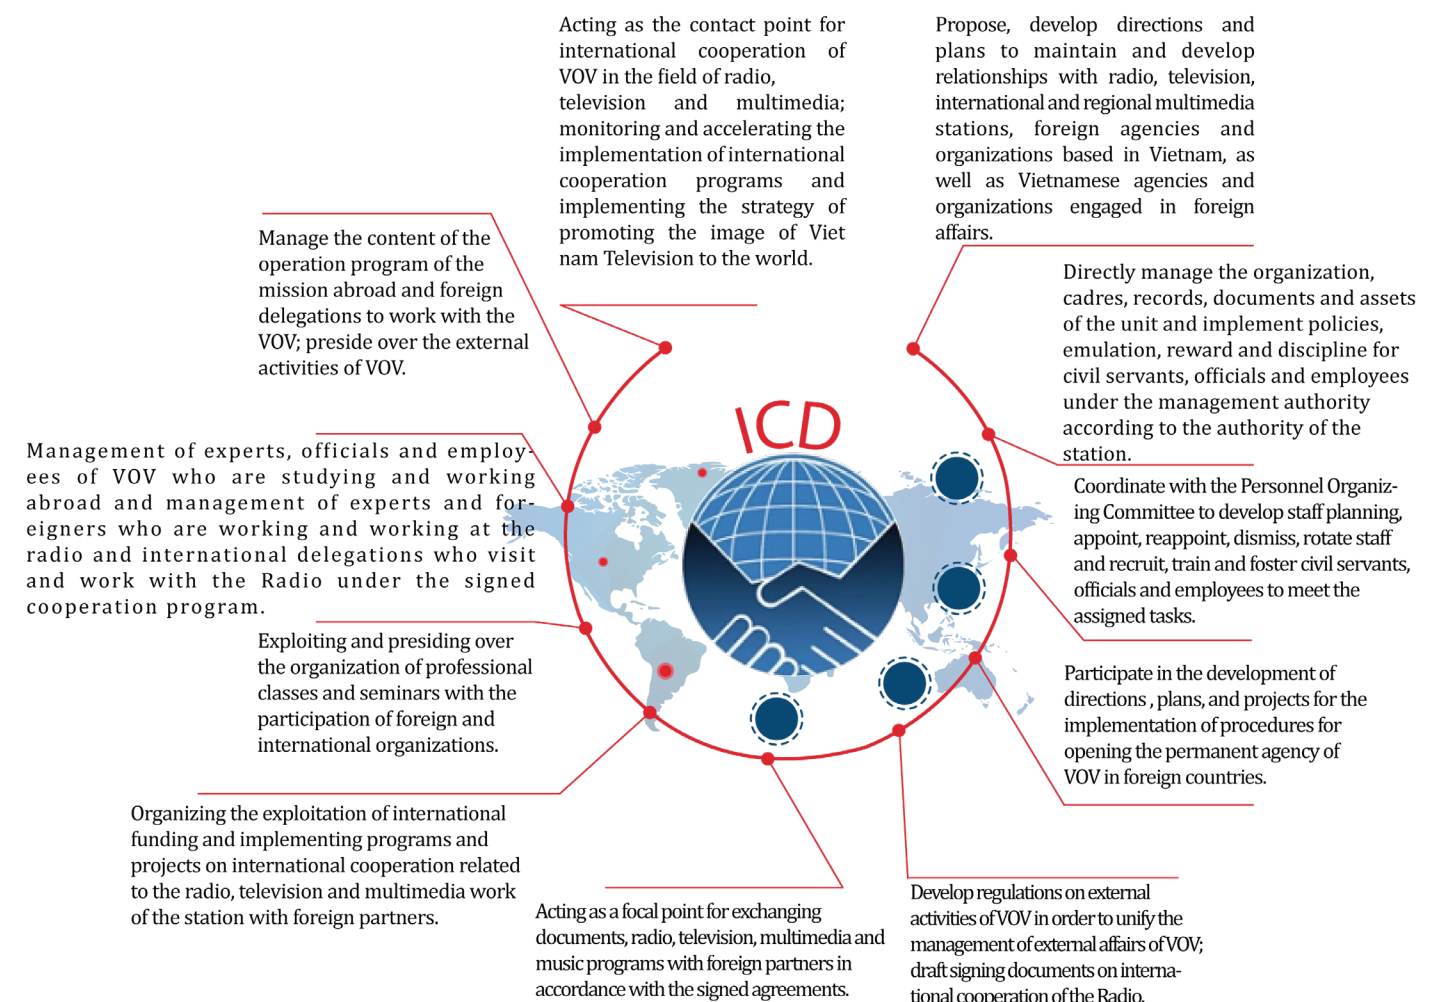 Acting as the contact point for
international cooperation of
VOV in the field of radio,
television and multimedia;
monitoring and accelerating the
implementation of international
cooperation programs and
implementing the strategy of
promoting the image of Viet
nam Television to the world.
Propose, develop directions and
plans to maintain and develop
relationships with radio, television,
international and regional multimedia
stations, foreign agencies and
organizations based in Vietnam, as
well as Vietnamese agencies and
organizations engaged in foreign
affairs.
Manage the content of the
operation program of the
mission abroad and foreign
delegations to work with the
VOV; preside over the external
activities of VOV.
Directly manage the organization,
cadres, records, documents and assets
of the unit and implement policies,
emulation, reward and discipline for
civil servants, officials and employees
under the management authority
according to the authority of the
station.
ICD
Management of experts, officials and employ-
ees of VOV who are studying and working
abroad and management of experts and for-
eigners who are working and working at the
radio and international delegations who visit
and work with the Radio under the signed
cooperation program.
Coordinate with the Personnel Organiz-
ing Committee to develop staff planning,
appoint, reappoint, dismiss, rotate staff
and recruit, train and foster civil servants,
officials and employees to meet the
assigned tasks.
Exploiting and presiding over
the organization of professional
classes and seminars with the
participation of foreign and
international organizations.
Participate in the development of
directions , plans, and projects for the
implementation of procedures for
opening the permanent agency of
VOV in foreign countries.
Organizing the exploitation of international
funding and implementing programs and
projects on international cooperation related
to the radio, television and multimedia work
of the station with foreign partners.
Acting as a focal point for exchanging
documents, radio, television, multimedia and
music programs with foreign partners in
accordance with the signed agreements.
Develop regulations on external
activities of VOV in order to unify the
management of external affairs of VOV;
draft signing documents on interna-
tional cooperation of the Radio.